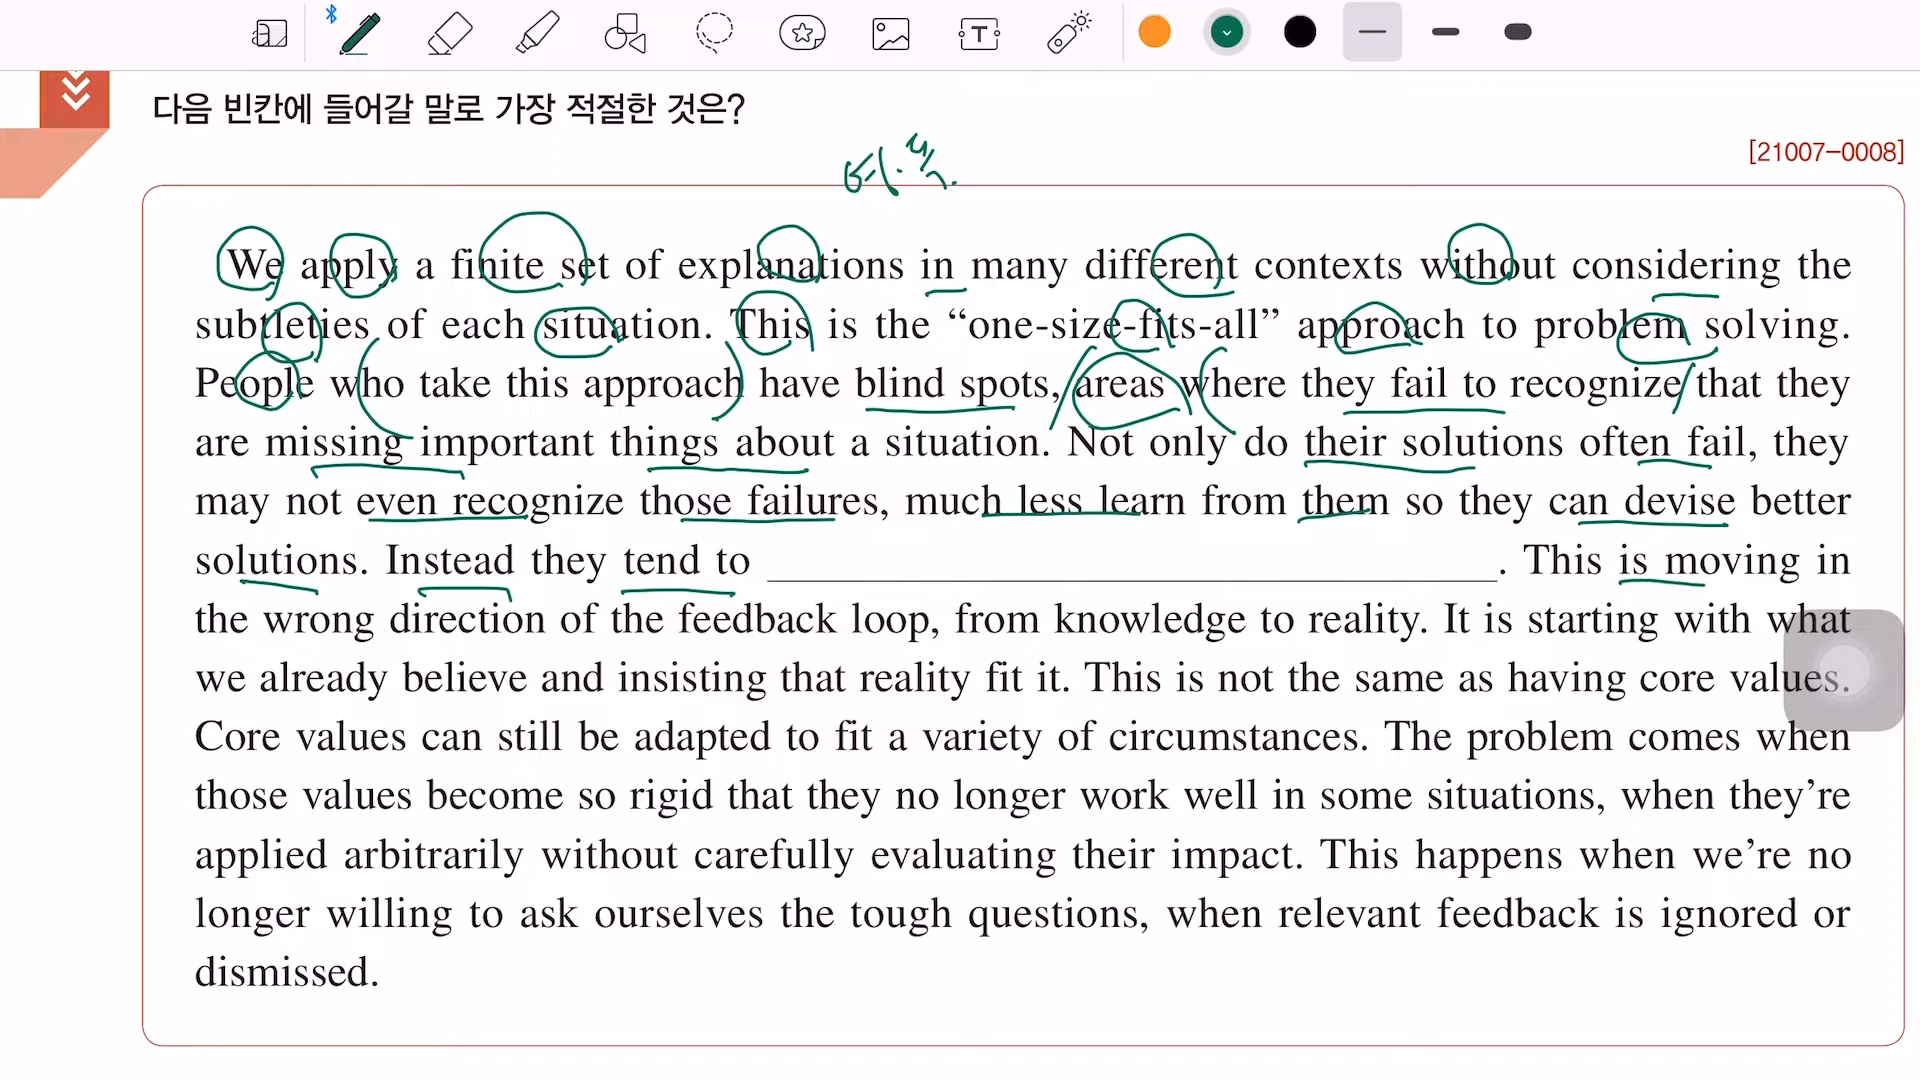 다음 빈칸에 들어갈 말로 가장 적절한 것은?
[21007-0008]
We apply a finite set of explanations in many different contexts without considering the
subtleties of each situation. This is the “one-size-fits-all” approach to problem solving.
People who take this approach have blind spots, areas where they fail to recognize that they
are missing important things about a situation. Not only do their solutions often fail, they
may not even recognize those failures, much less learn from them so they can devise better
solutions. Instead they tend to ______________________________. This is moving in
the wrong direction of the feedback loop, from knowledge to reality. It is starting with what
we already believe and insisting that reality fit it. This is not the same as having core values.
Core values can still be adapted to fit a variety of circumstances. The problem comes when
those values become so rigid that they no longer work well in some situations, when they’re
applied arbitrarily without carefully evaluating their impact. This happens when we’re no
longer willing to ask ourselves the tough questions, when relevant feedback is ignored or
dismissed.